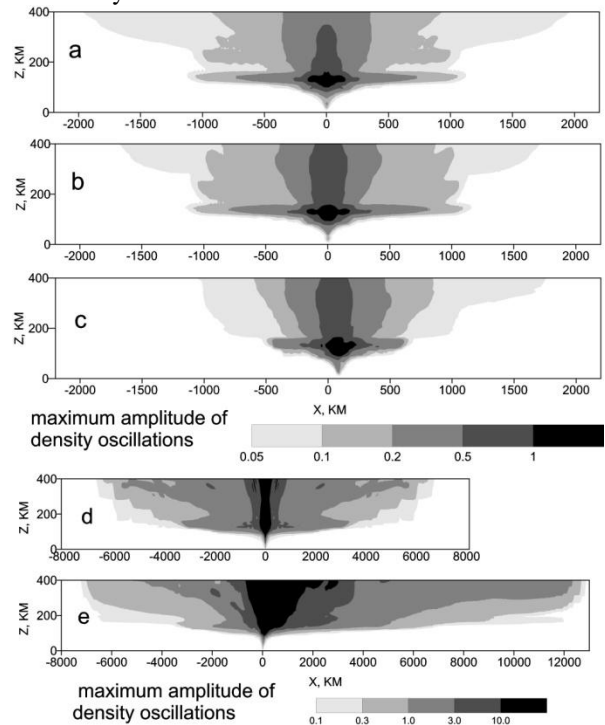 a
Z, KM
400
200
0
-2000 -1500 -1000 -500 0 500 1000 1500 2000
b
Z, KM
400
200
0
-2000 -1500 -1000 -500 0 500 1000 1500 2000
c
Z, KM
400
200
0
-2000 -1500 -1000 -500 0 500 1000 1500 2000
X, KM
maximum amplitude of
density oscillations
0.05 0.1 0.2 0.5 1
d
Z, KM
400
200
0
-8000 -6000 -4000 -2000 0 2000 4000 6000 8000
e
Z, KM
400
200
0
-8000 -6000 -4000 -2000 0 2000 4000 6000 8000 10000 12000
X, KM
maximum amplitude of
density oscillations
0.1 0.3 1.0 3.0 10.0